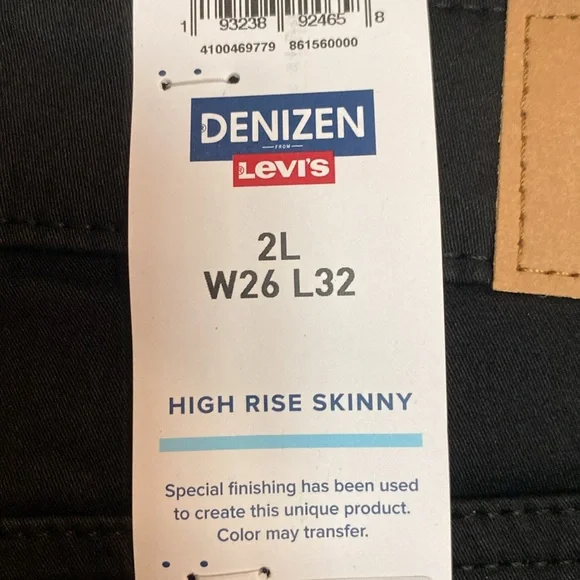 1 93238 92465 8
4100469779 861560000
DENIZEN
FROM
Levi's
2L
W26 L32
HIGH RISE SKINNY
Special finishing has been used
to create this unique product.
Color may transfer.